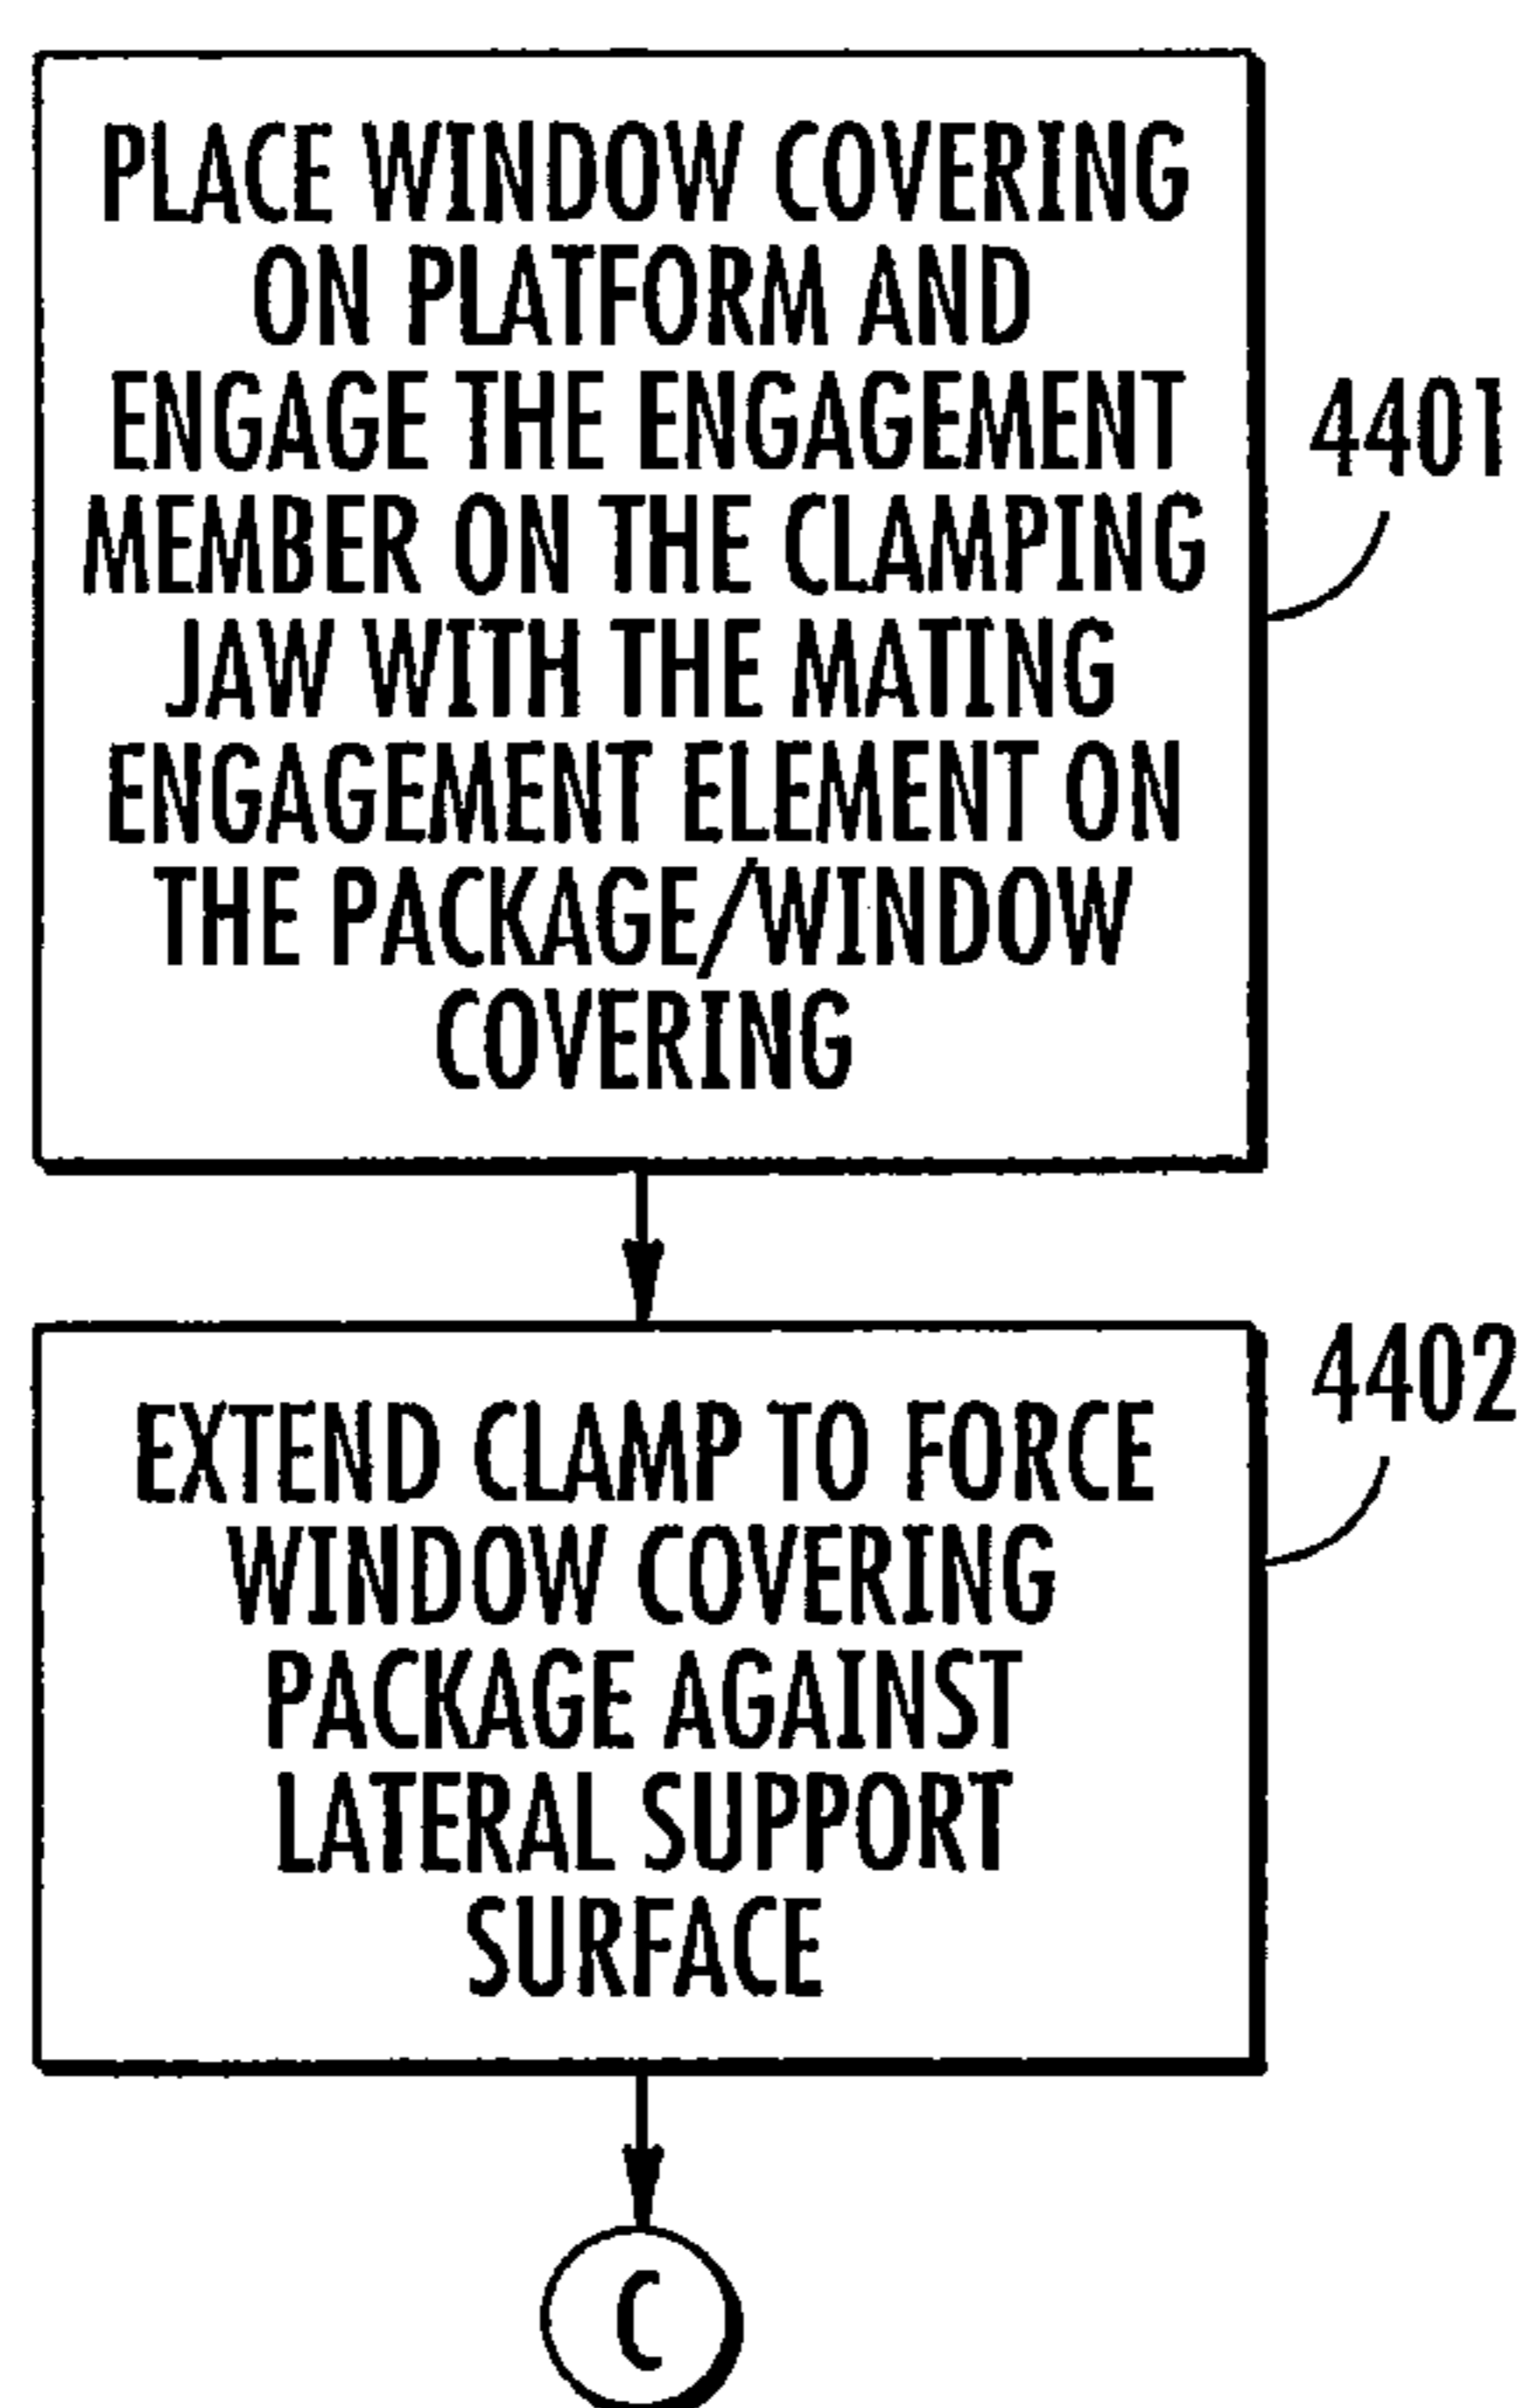 PLACE WINDOW COVERING
ON PLATFORM AND
ENGAGE THE ENGAGEMENT
MEMBER ON THE CLAMPING
JAW WITH THE MATING
ENGAGEMENT ELEMENT ON
THE PACKAGE/WINDOW
COVERING
4401
EXTEND CLAMP TO FORCE
WINDOW COVERING
PACKAGE AGAINST
LATERAL SUPPORT
SURFACE
4402
C